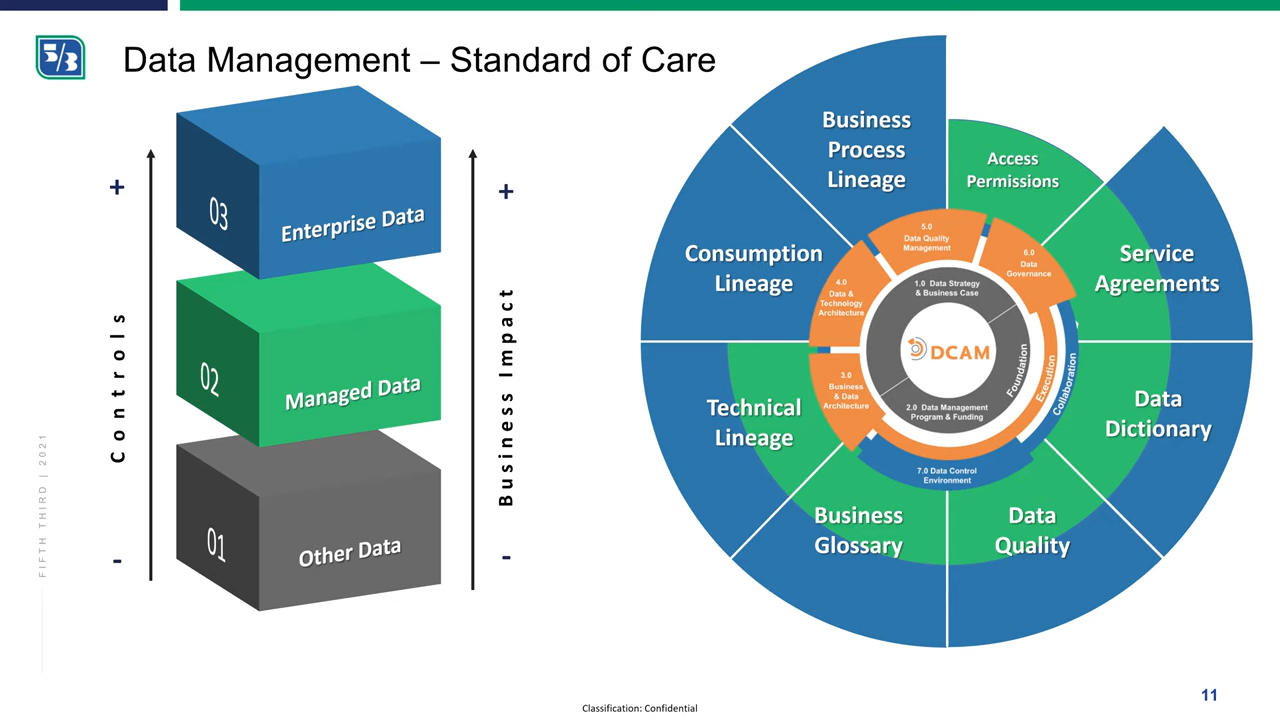 5/3
Data Management – Standard of Care
+
-
Controls
03
Enterprise Data
02
Managed Data
01
Other Data
+
-
Business Impact
Business
Process
Lineage
Access
Permissions
Service
Agreements
Data
Dictionary
Data
Quality
Business
Glossary
Technical
Lineage
Consumption
Lineage
5.0
Data Quality
Management
6.0
Data
Governance
4.0
Data &
Technology
Architecture
3.0
Business
& Data
Architecture
1.0 Data Strategy
& Business Case
DCAM
2.0 Data Management
Program & Funding
Foundation
Execution
Collaboration
7.0 Data Control
Environment
FIFTH THIRD | 2021
Classification: Confidential
11